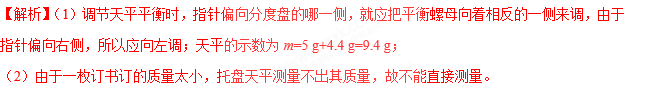 【解析】（1）调节天平平衡时，指针偏向分度盘的哪一侧，就应把平衡螺母向着相反的一侧来调，由于
指针偏向右侧，所以应向左调；天平的示数为 m=5 g+4.4 g=9.4 g；
（2）由于一枚订书订的质量太小，托盘天平测量不出其质量，故不能直接测量。